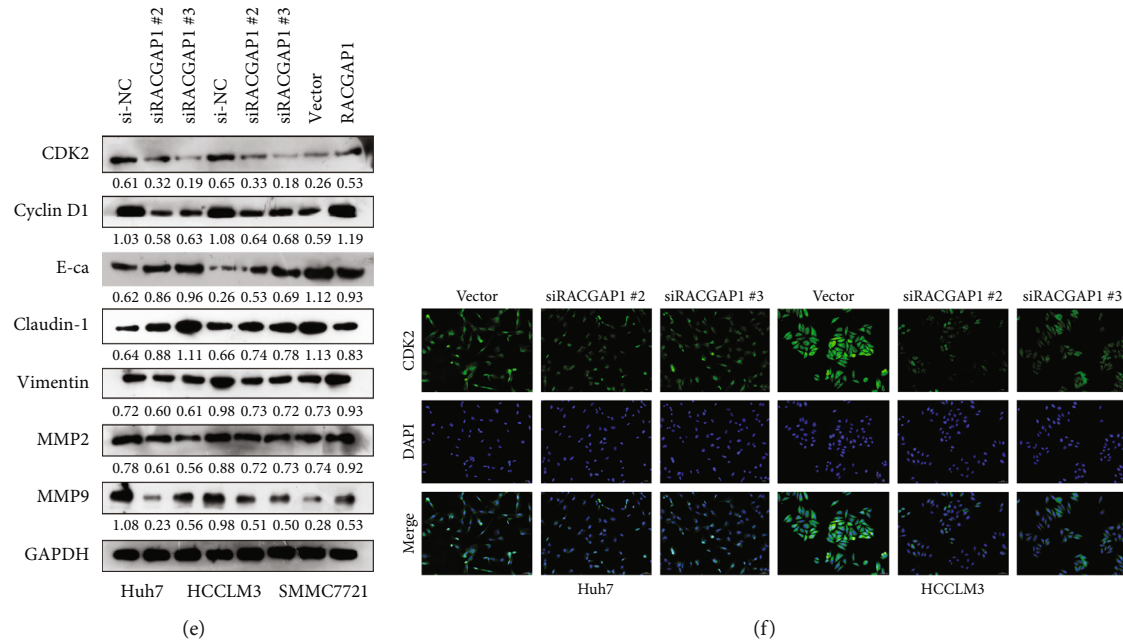 si-NC siRACGAP1 #2 siRACGAP1 #3 si-NC siRACGAP1 #2 siRACGAP1 #3 Vector RACGAP1
CDK2
0.61 0.32 0.19 0.65 0.33 0.18 0.26 0.53
Cyclin D1
1.03 0.58 0.63 1.08 0.64 0.68 0.59 1.19
E-ca
0.62 0.86 0.96 0.26 0.53 0.69 1.12 0.93
Claudin-1
0.64 0.88 1.11 0.66 0.74 0.78 1.13 0.83
Vimentin
0.72 0.60 0.61 0.98 0.73 0.72 0.73 0.93
MMP2
0.78 0.61 0.56 0.88 0.72 0.73 0.74 0.92
MMP9
1.08 0.23 0.56 0.98 0.51 0.50 0.28 0.53
GAPDH
Huh7 HCCLM3 SMMC7721
(e)
Vector siRACGAP1 #2 siRACGAP1 #3 Vector siRACGAP1 #2 siRACGAP1 #3
CDK2
DAPI
Merge
Huh7 HCCLM3
(f)